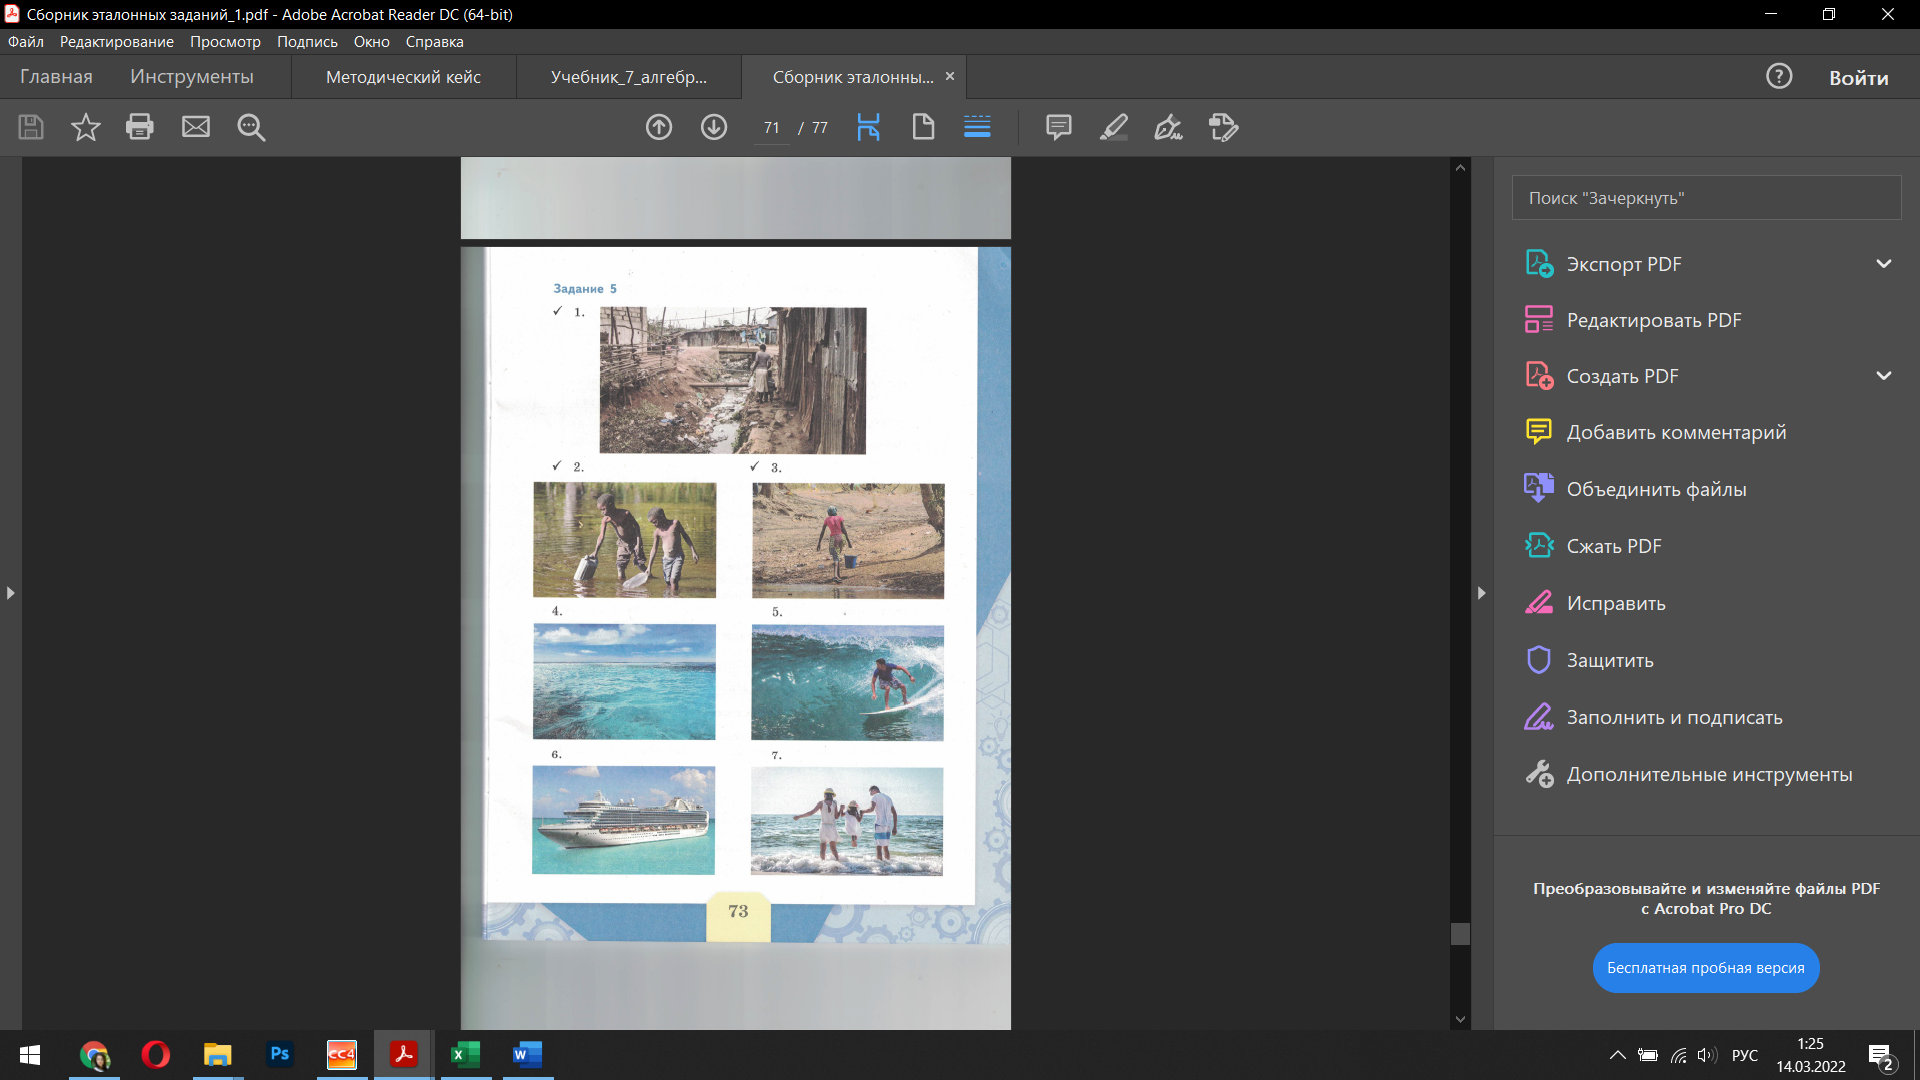 Сборник эталонных заданий_1.pdf - Adobe Acrobat Reader DC (64-bit)
Файл Редактирование Просмотр Подпись Окно Справка
Главная Инструменты Методический кейс Учебник_7_алгебр... Сборник эталонны... × ? Войти
71 / 77
Поиск "Зачеркнуть"
Экспорт PDF
Редактировать PDF
Создать PDF
Добавить комментарий
Объединить файлы
Сжать PDF
Исправить
Защитить
Заполнить и подписать
Дополнительные инструменты
Преобразовывайте и изменяйте файлы PDF
с Acrobat Pro DC
Бесплатная пробная версия
Задание 5
✓ 1.
✓ 2. ✓ 3.
4. 5.
6. 7.
73
Ps CC4 X W РУС
1:25
14.03.2022
2